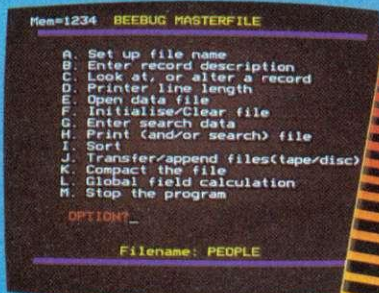 Mem=1234 BEEBUG MASTERFILE
A. Set up file name
B. Enter record description
C. Look at, or alter a record
D. Printer line length
E. Open data file
F. Initialise/Clear file
G. Enter search data
H. Print (and/or search) file
I. Sort
J. Transfer/append files(tape/disc)
K. Compact the file
L. Global field calculation
M. Stop the program
OPTION?_
Filename: PEOPLE